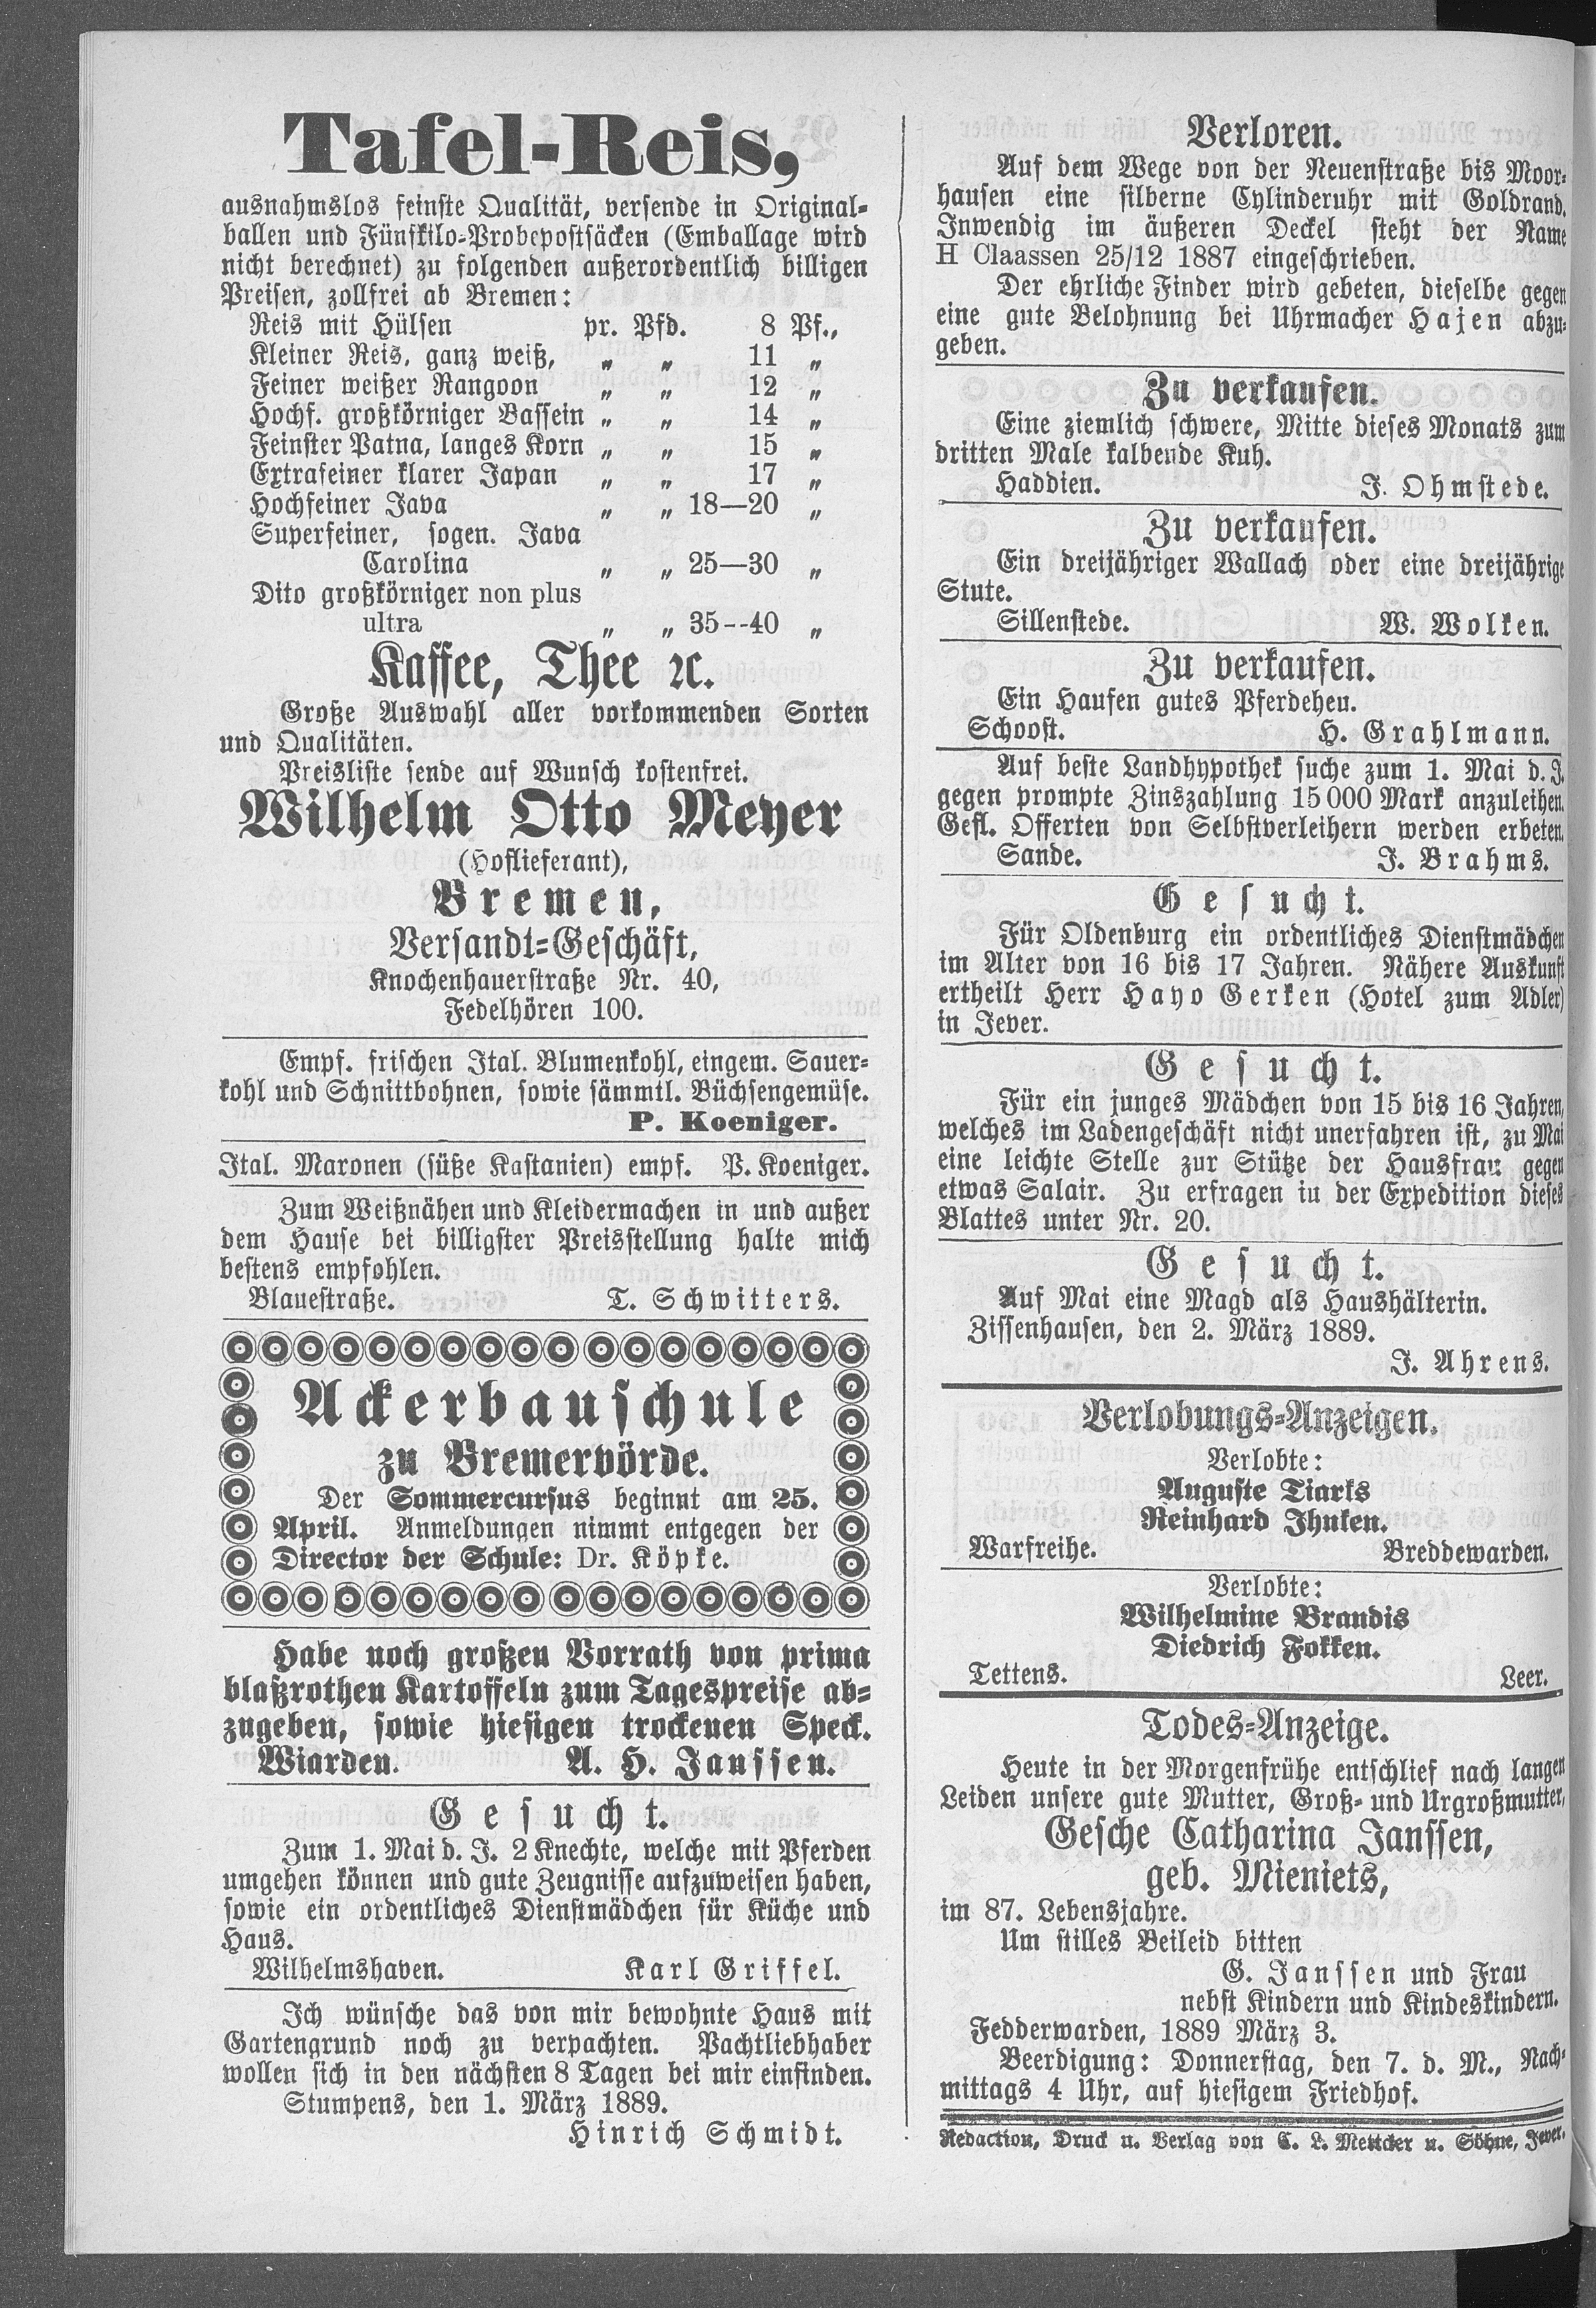 Tafel-Reis,
ausnahmslos feinste Qualität, versende in Original-
ballen und Fünfkilo-Probepostsäcken (Emballage wird
nicht berechnet) zu folgenden außerordentlich billigen
Preisen, zollfrei ab Bremen:
Reis mit Hülsen pr. Pfd. 8 Pf.,
Kleiner Reis, ganz weiß, „ „ 11 „
Feiner weißer Rangoon „ „ 12 „
Hochf. großkörniger Bassein „ „ 14 „
Feinster Patna, langes Korn „ „ 15 „
Extrafeiner klarer Japan „ „ 17 „
Hochfeiner Java „ „ 18—20 „
Superfeiner, sogen. Java
Carolina „ „ 25—30 „
Dito großkörniger non plus
ultra „ „ 35--40 „
Kaffee, Thee ꝛc.
Große Auswahl aller vorkommenden Sorten
und Qualitäten.
Preisliste sende auf Wunsch kostenfrei.
Wilhelm Otto Meyer
(Hoflieferant),
Bremen,
Versandt-Geschäft,
Knochenhauerstraße Nr. 40,
Fedelhören 100.
Empf. frischen Ital. Blumenkohl, eingem. Sauer-
kohl und Schnittbohnen, sowie sämmtl. Büchsengemüse.
P. Koeniger.
Ital. Maronen (süße Kastanien) empf. P. Koeniger.
Zum Weißnähen und Kleidermachen in und außer
dem Hause bei billigster Preisstellung halte mich
bestens empfohlen.
Blauestraße. T. Schwitters.
Ackerbauschule
zu Bremervörde.
Der Sommercursus beginnt am 25.
April. Anmeldungen nimmt entgegen der
Director der Schule: Dr. Köpke.
Habe noch großen Vorrath von prima
blaßrothen Kartoffeln zum Tagespreise ab-
zugeben, sowie hiesigen trockenen Speck.
Wiarden. A. H. Janssen.
Gesucht.
Zum 1. Mai d. J. 2 Knechte, welche mit Pferden
umgehen können und gute Zeugnisse aufzuweisen haben,
sowie ein ordentliches Dienstmädchen für Küche und
Haus.
Wilhelmshaven. Karl Griffel.
Ich wünsche das von mir bewohnte Haus mit
Gartengrund noch zu verpachten. Pachtliebhaber
wollen sich in den nächsten 8 Tagen bei mir einfinden.
Stumpens, den 1. März 1889.
Hinrich Schmidt.
Verloren.
Auf dem Wege von der Neuenstraße bis Moor-
hausen eine silberne Cylinderuhr mit Goldrand.
Inwendig im äußeren Deckel steht der Name
H Claassen 25/12 1887 eingeschrieben.
Der ehrliche Finder wird gebeten, dieselbe gegen
eine gute Belohnung bei Uhrmacher Hajen abzu-
geben.
Zu verkaufen.
Eine ziemlich schwere, Mitte dieses Monats zum
dritten Male kalbende Kuh.
Haddien. J. Ohmstede.
Zu verkaufen.
Ein dreijähriger Wallach oder eine dreijährige
Stute.
Sillenstede. W. Wolken.
Zu verkaufen.
Ein Haufen gutes Pferdeheu.
Schoost. H. Grahlmann.
Auf beste Landhypothek suche zum 1. Mai d. J.
gegen prompte Zinszahlung 15 000 Mark anzuleihen.
Gefl. Offerten von Selbstverleihern werden erbeten.
Sande. J. Brahms.
Gesucht.
Für Oldenburg ein ordentliches Dienstmädchen
im Alter von 16 bis 17 Jahren. Nähere Auskunft
ertheilt Herr Hayo Gerken (Hotel zum Adler)
in Jever.
Gesucht.
Für ein junges Mädchen von 15 bis 16 Jahren,
welches im Ladengeschäft nicht unerfahren ist, zu Mai
eine leichte Stelle zur Stütze der Hausfrau gegen
etwas Salair. Zu erfragen in der Expedition dieses
Blattes unter Nr. 20.
Gesucht.
Auf Mai eine Magd als Haushälterin.
Zissenhausen, den 2. März 1889.
J. Ahrens.
Verlobungs-Anzeigen.
Verlobte:
Auguste Tiarks
Reinhard Ihnken.
Warfreihe. Breddewarden.
Verlobte:
Wilhelmine Brandis
Diedrich Fokken.
Tettens. Leer.
Todes-Anzeige.
Heute in der Morgenfrühe entschlief nach langen
Leiden unsere gute Mutter, Groß- und Urgroßmutter,
Gesche Catharina Janssen,
geb. Mieniets,
im 87. Lebensjahre.
Um stilles Beileid bitten
G. Janssen und Frau
nebst Kindern und Kindeskindern.
Fedderwarden, 1889 März 3.
Beerdigung: Donnerstag, den 7. d. M., Nach-
mittags 4 Uhr, auf hiesigem Friedhof.
Redaction, Druck u. Verlag von C. L. Mettcker u. Söhne, Jever.